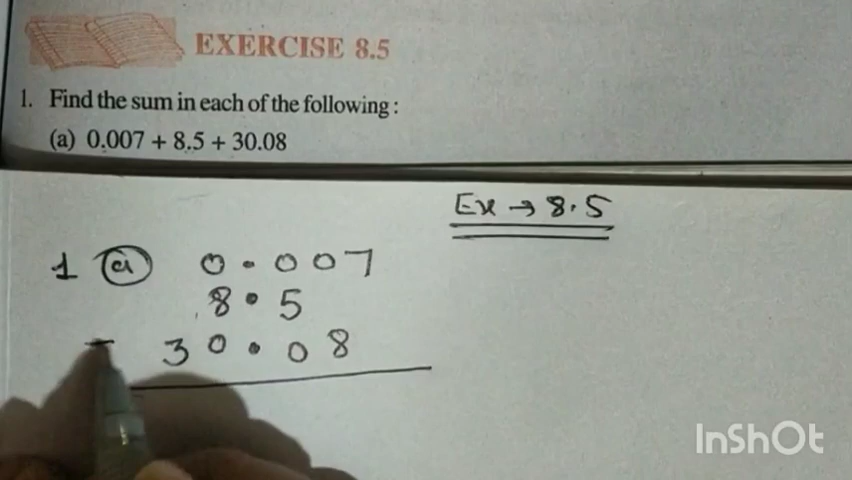 EXERCISE 8.5
1. Find the sum in each of the following :
(a) 0.007 + 8.5 + 30.08
Ex → 8.5
1 (a) 0.007
8.5
30.08
InShOt